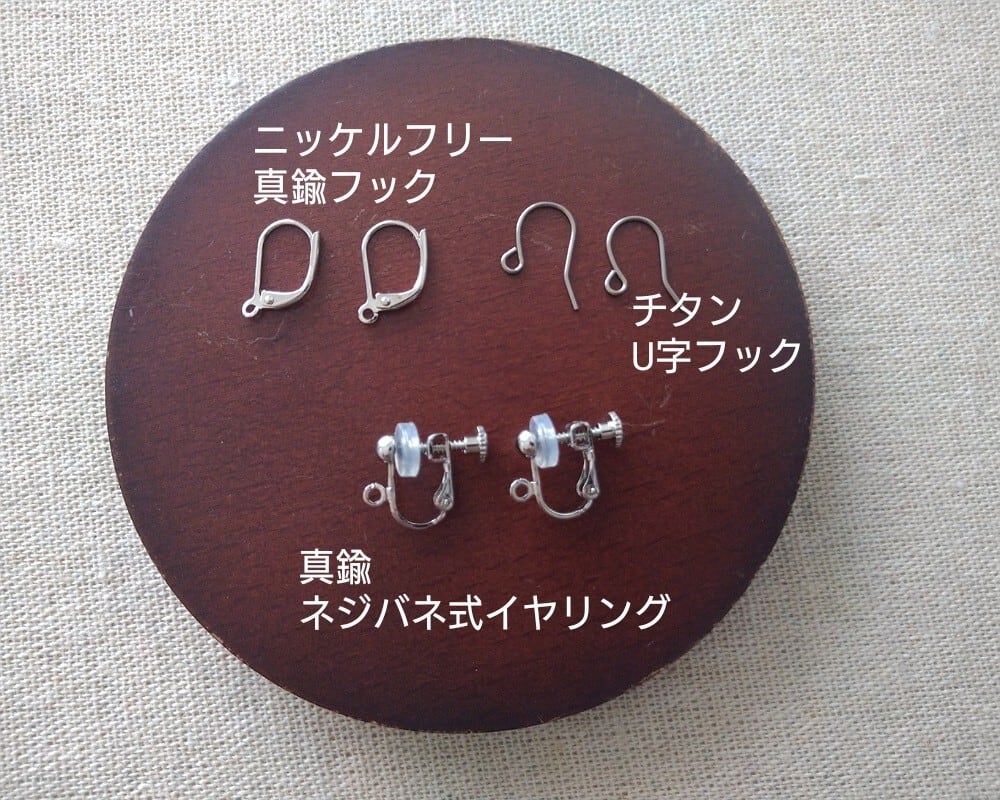 ニッケルフリー
真鍮フック
チタン
U字フック
真鍮
ネジバネ式イヤリング